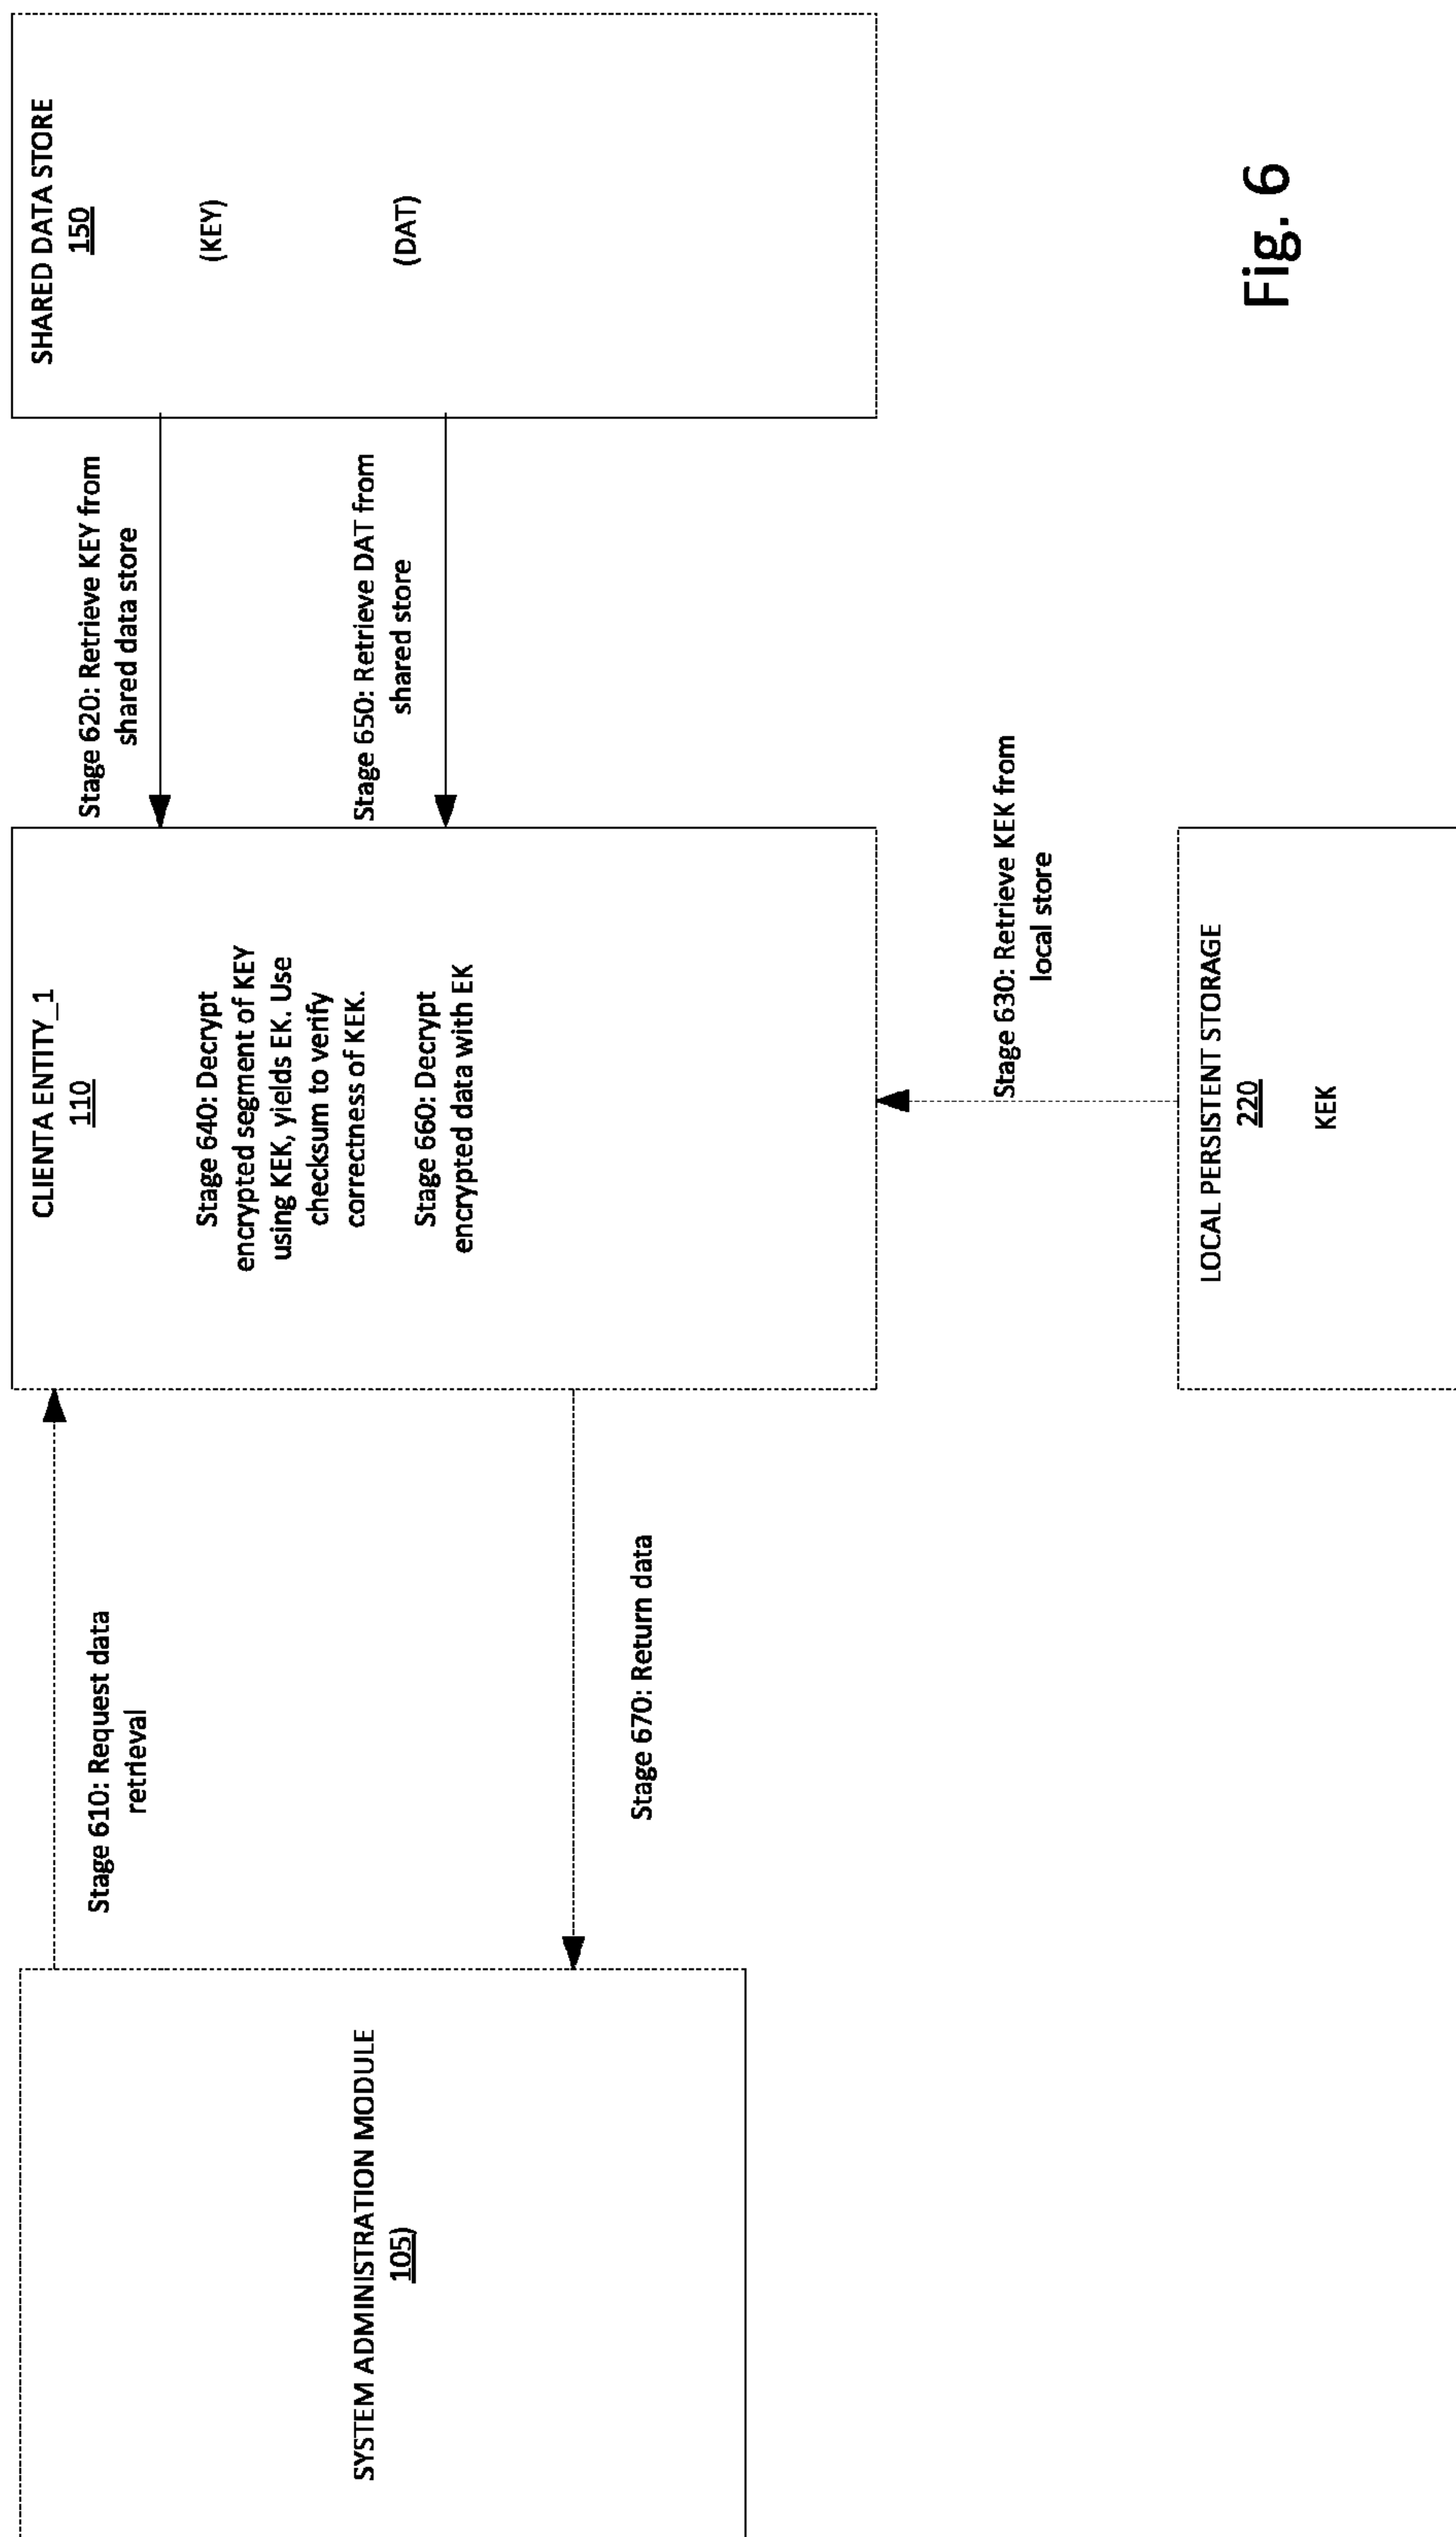 SYSTEM ADMINISTRATION MODULE
105)
Stage 610: Request data
retrieval
Stage 670: Return data
CLIENTA ENTITY_1
110
Stage 640: Decrypt
encrypted segment of KEY
using KEK, yields EK. Use
checksum to verify
correctness of KEK.
Stage 660: Decrypt
encrypted data with EK
Stage 620: Retrieve KEY from
shared data store
Stage 650: Retrieve DAT from
shared store
SHARED DATA STORE
150
(KEY)
(DAT)
Stage 630: Retrieve KEK from
local store
LOCAL PERSISTENT STORAGE
220
KEK
Fig. 6